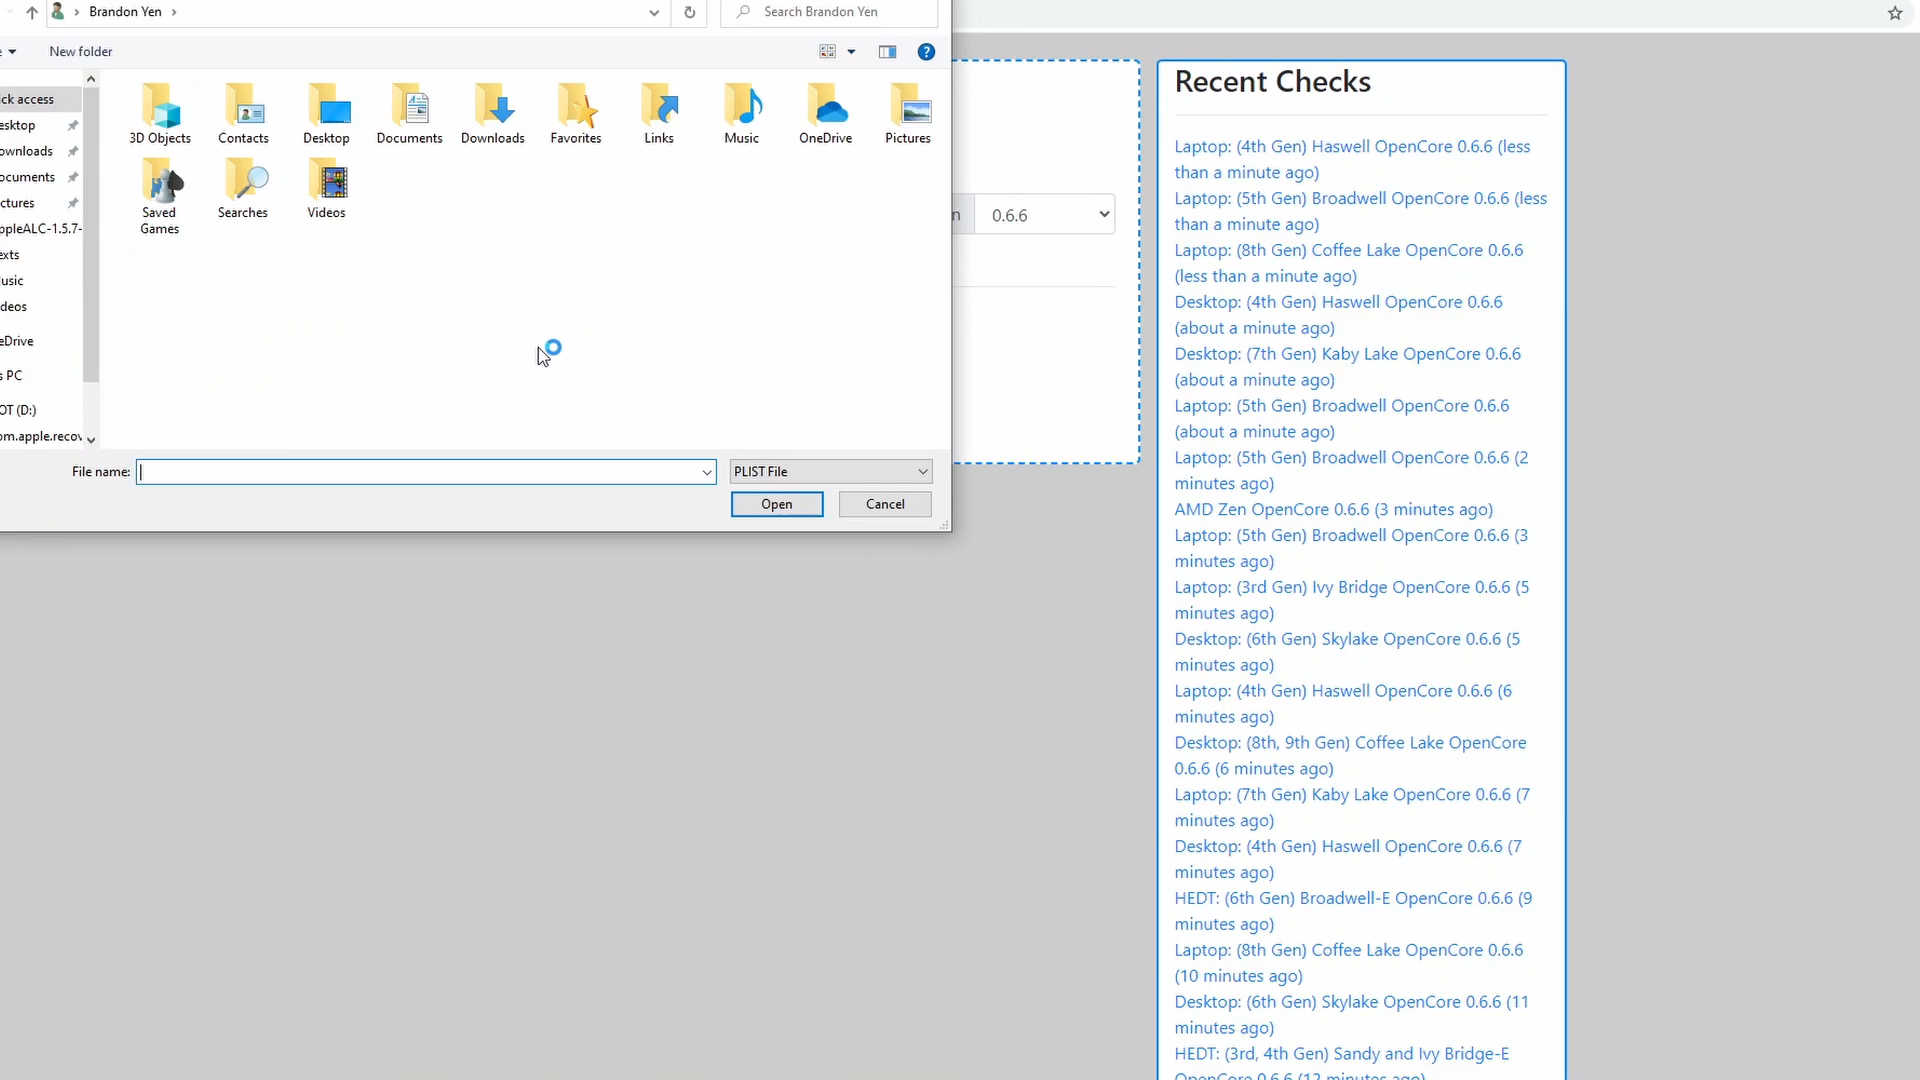 Brandon Yen
Search Brandon Yen
New folder
ick access
esktop
ownloads
ocuments
ctures
ppleALC-1.5.7-
exts
usic
deos
eDrive
s PC
OT (D:)
om.apple.recov
3D Objects
Contacts
Desktop
Documents
Downloads
Favorites
Links
Music
OneDrive
Pictures
Saved
Games
Searches
Videos
File name:
PLIST File
Open
Cancel
n
0.6.6
Recent Checks
Laptop: (4th Gen) Haswell OpenCore 0.6.6 (less
than a minute ago)
Laptop: (5th Gen) Broadwell OpenCore 0.6.6 (less
than a minute ago)
Laptop: (8th Gen) Coffee Lake OpenCore 0.6.6
(less than a minute ago)
Desktop: (4th Gen) Haswell OpenCore 0.6.6
(about a minute ago)
Desktop: (7th Gen) Kaby Lake OpenCore 0.6.6
(about a minute ago)
Laptop: (5th Gen) Broadwell OpenCore 0.6.6
(about a minute ago)
Laptop: (5th Gen) Broadwell OpenCore 0.6.6 (2
minutes ago)
AMD Zen OpenCore 0.6.6 (3 minutes ago)
Laptop: (5th Gen) Broadwell OpenCore 0.6.6 (3
minutes ago)
Laptop: (3rd Gen) Ivy Bridge OpenCore 0.6.6 (5
minutes ago)
Desktop: (6th Gen) Skylake OpenCore 0.6.6 (5
minutes ago)
Laptop: (4th Gen) Haswell OpenCore 0.6.6 (6
minutes ago)
Desktop: (8th, 9th Gen) Coffee Lake OpenCore
0.6.6 (6 minutes ago)
Laptop: (7th Gen) Kaby Lake OpenCore 0.6.6 (7
minutes ago)
Desktop: (4th Gen) Haswell OpenCore 0.6.6 (7
minutes ago)
HEDT: (6th Gen) Broadwell-E OpenCore 0.6.6 (9
minutes ago)
Laptop: (8th Gen) Coffee Lake OpenCore 0.6.6
(10 minutes ago)
Desktop: (6th Gen) Skylake OpenCore 0.6.6 (11
minutes ago)
HEDT: (3rd, 4th Gen) Sandy and Ivy Bridge-E
OpenCore 0.6.6 (12 minutes ago)